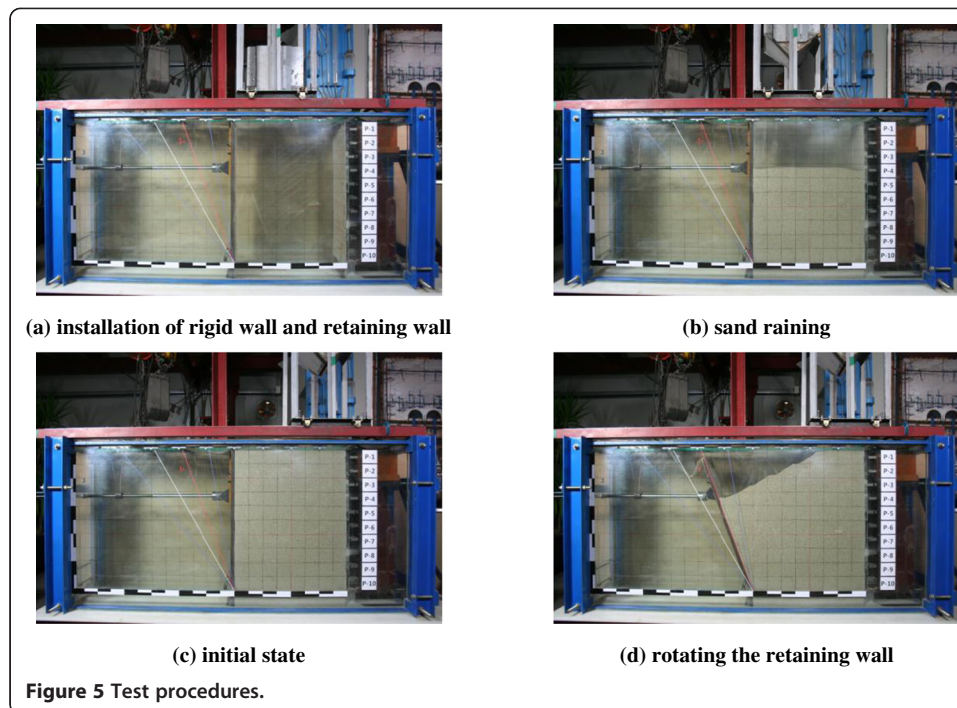 P-1
P-2
P-3
P-4
P-5
P-6
P-7
P-8
P-9
P-10
P-1
P-2
P-3
P-4
P-5
P-6
P-7
P-8
P-9
P-10
(a) installation of rigid wall and retaining wall
(b) sand raining
P-1
P-2
P-3
P-4
P-5
P-6
P-7
P-8
P-9
P-10
P-1
P-2
P-3
P-4
P-5
P-6
P-7
P-8
P-9
P-10
(c) initial state
(d) rotating the retaining wall
Figure 5 Test procedures.